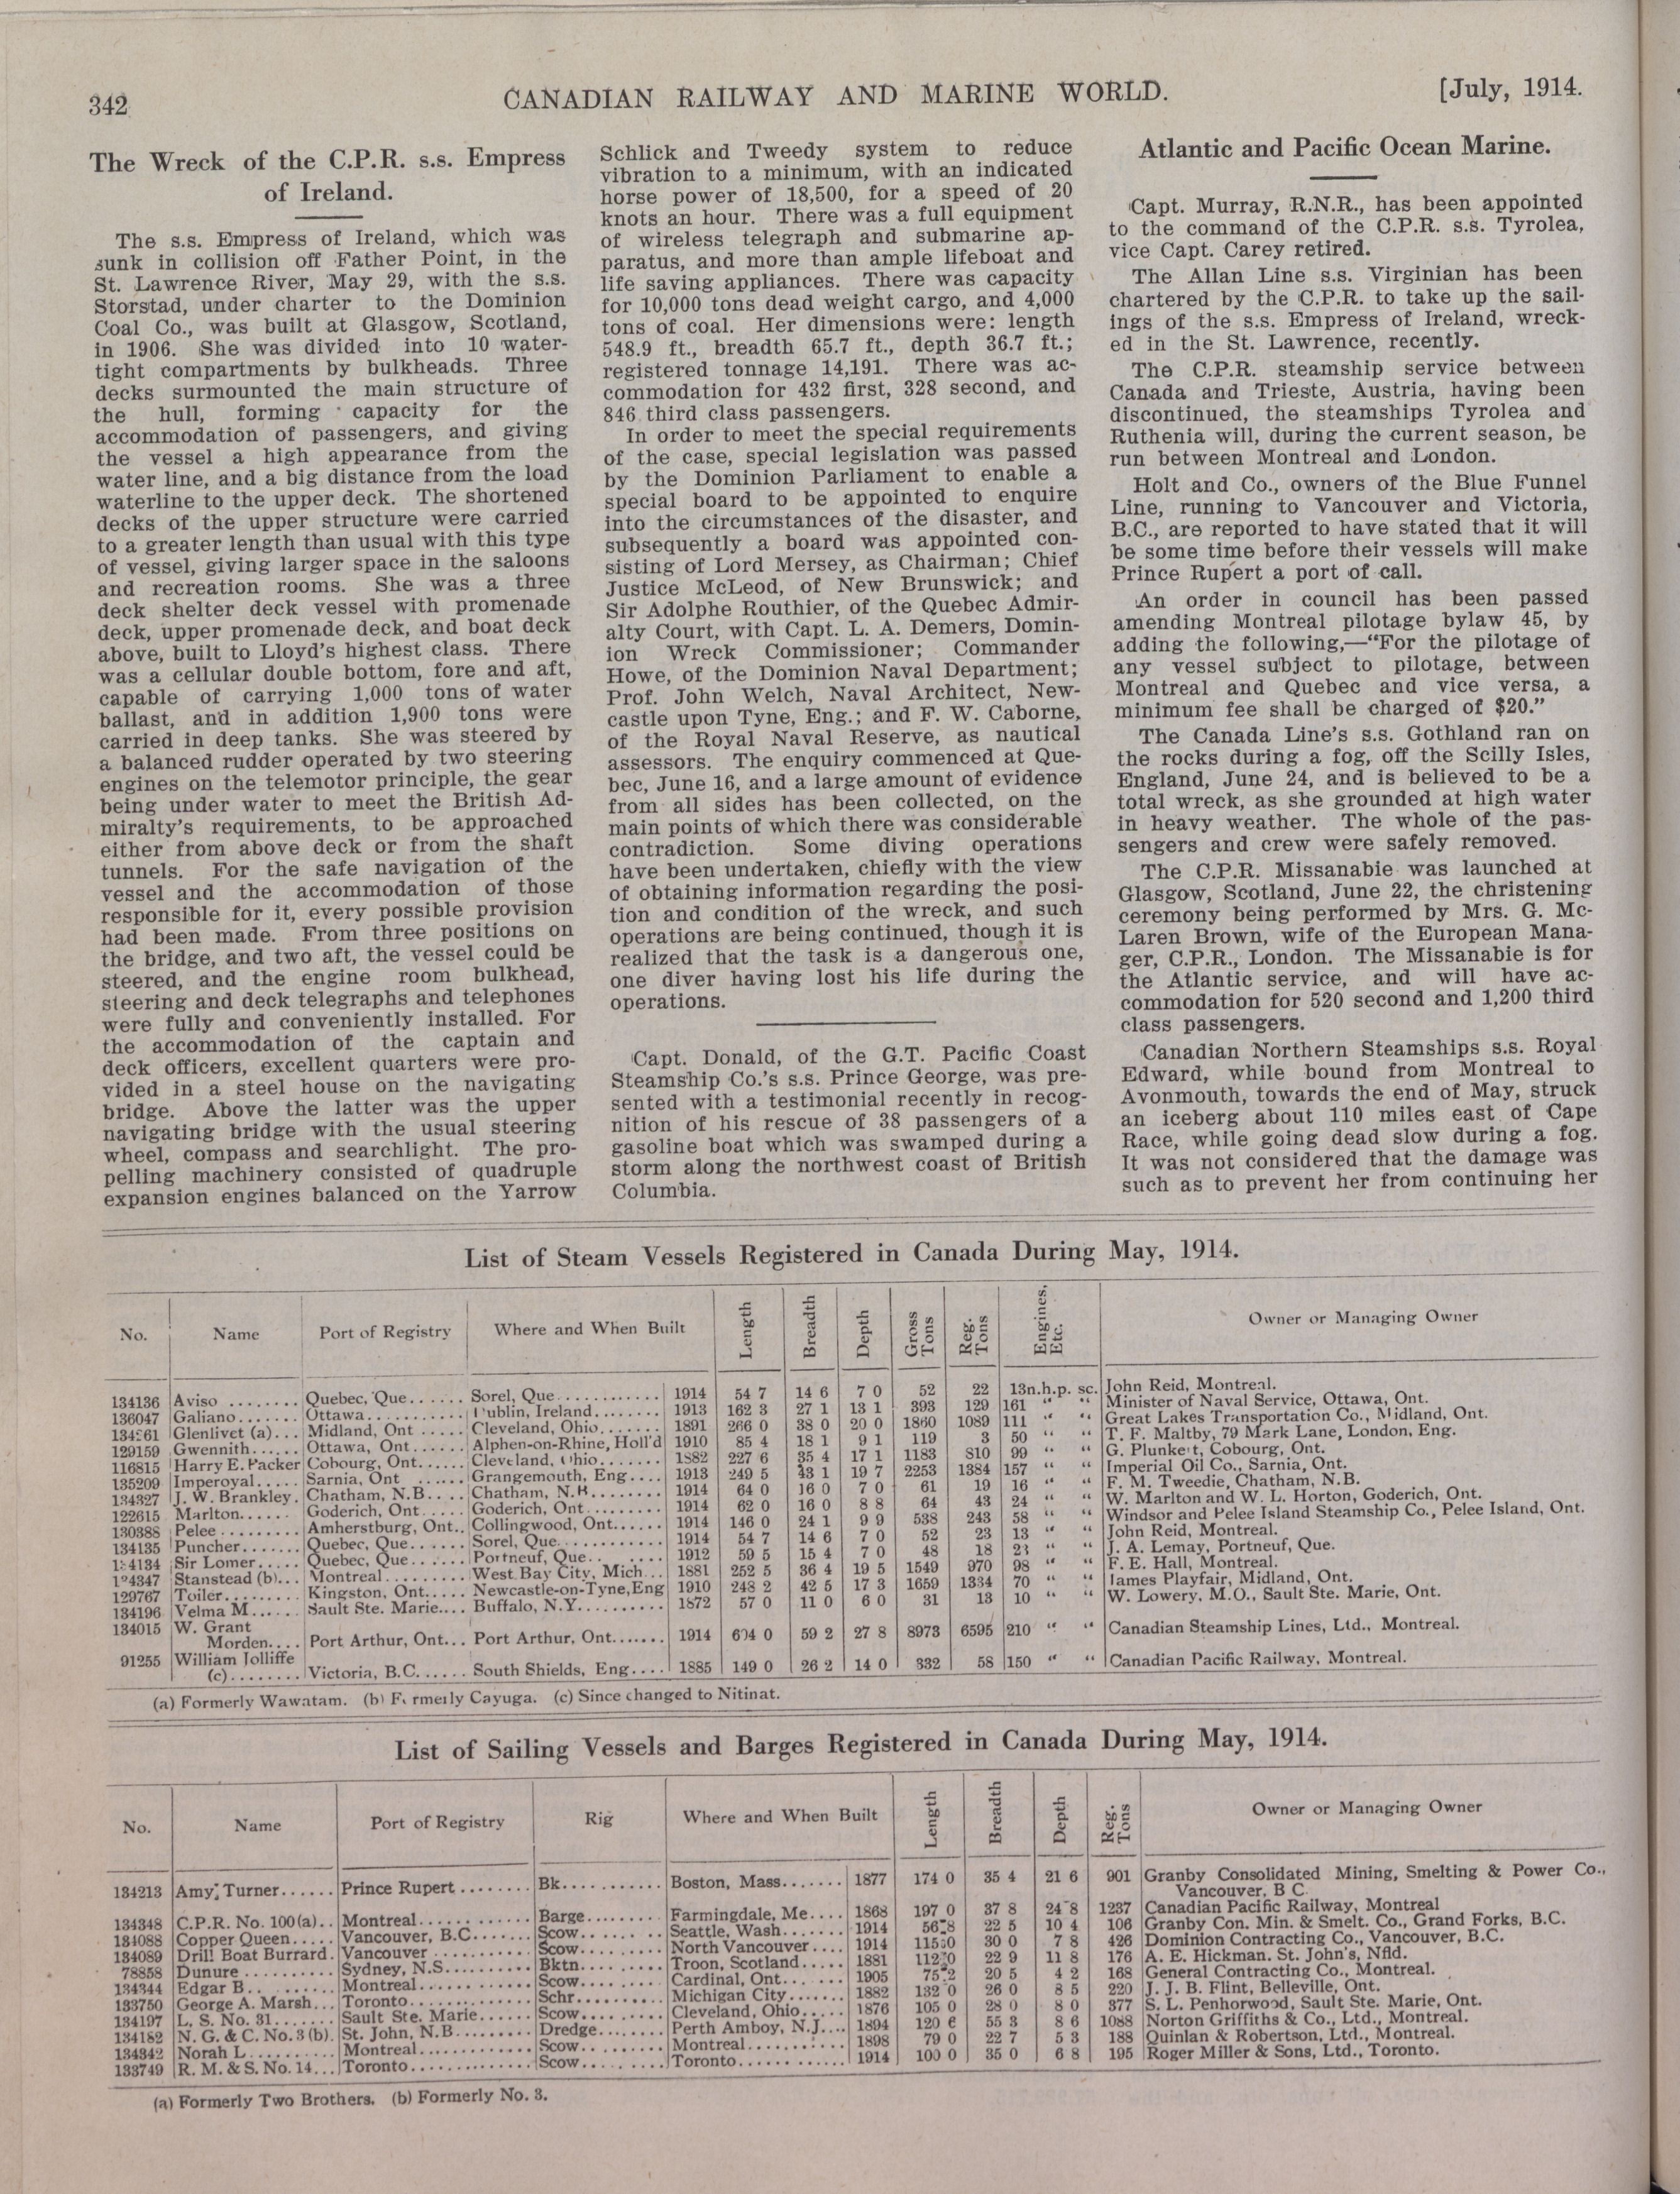 342
CANADIAN RAILWAY AND MARINE WORLD.
[July, 1914.
The Wreck of the C.P.R. s.s. Empress
of Ireland.
The s.s. Empress of Ireland, which was
sunk in collision off Father Point, in the
St. Lawrence River, May 29, with the s.s.
Storstad, under charter to the Dominion
Coal Co., was built at Glasgow, Scotland,
in 1906. She was divided into 10 water-
tight compartments by bulkheads. Three
decks surmounted the main structure of
the hull, forming capacity for the
accommodation of passengers, and giving
the vessel a high appearance from the
water line, and a big distance from the load
waterline to the upper deck. The shortened
decks of the upper structure were carried
to a greater length than usual with this type
of vessel, giving larger space in the saloons
and recreation rooms. She was a three
deck shelter deck vessel with promenade
deck, upper promenade deck, and boat deck
above, built to Lloyd's highest class. There
was a cellular double bottom, fore and aft,
capable of carrying 1,000 tons of water
ballast, and in addition 1,900 tons were
carried in deep tanks. She was steered by
a balanced rudder operated by two steering
engines on the telemotor principle, the gear
being under water to meet the British Ad-
miralty's requirements, to be approached
either from above deck or from the shaft
tunnels. For the safe navigation of the
vessel and the accommodation of those
responsible for it, every possible provision
had been made. From three positions on
the bridge, and two aft, the vessel could be
steered, and the engine room bulkhead,
steering and deck telegraphs and telephones
were fully and conveniently installed. For
the accommodation of the captain and
deck officers, excellent quarters were pro-
vided in a steel house on the navigating
bridge. Above the latter was the upper
navigating bridge with the usual steering
wheel, compass and searchlight. The pro-
pelling machinery consisted of quadruple
expansion engines balanced on the Yarrow
Schlick and Tweedy system to reduce
vibration to a minimum, with an indicated
horse power of 18,500, for a speed of 20
knots an hour. There was a full equipment
of wireless telegraph and submarine ap-
paratus, and more than ample lifeboat and
life saving appliances. There was capacity
for 10,000 tons dead weight cargo, and 4,000
tons of coal. Her dimensions were: length
548.9 ft., breadth 65.7 ft., depth 36.7 ft.;
registered tonnage 14,191. There was ac-
commodation for 432 first, 328 second, and
846 third class passengers.
In order to meet the special requirements
of the case, special legislation was passed
by the Dominion Parliament to enable a
special board to be appointed to enquire
into the circumstances of the disaster, and
subsequently a board was appointed con-
sisting of Lord Mersey, as Chairman; Chief
Justice McLeod, of New Brunswick; and
Sir Adolphe Routhier, of the Quebec Admir-
alty Court, with Capt. L. A. Demers, Domin-
ion Wreck Commissioner; Commander
Howe, of the Dominion Naval Department;
Prof. John Welch, Naval Architect, New-
castle upon Tyne, Eng.; and F. W. Caborne,
of the Royal Naval Reserve, as nautical
assessors. The enquiry commenced at Que-
bec, June 16, and a large amount of evidence
from all sides has been collected, on the
main points of which there was considerable
contradiction. Some diving operations
have been undertaken, chiefly with the view
of obtaining information regarding the posi-
tion and condition of the wreck, and such
operations are being continued, though it is
realized that the task is a dangerous one,
one diver having lost his life during the
operations.
Capt. Donald, of the G.T. Pacific Coast
Steamship Co.'s s.s. Prince George, was pre-
sented with a testimonial recently in recog-
nition of his rescue of 38 passengers of a
gasoline boat which was swamped during a
storm along the northwest coast of British
Columbia.
Atlantic and Pacific Ocean Marine.
Capt. Murray, R.N.R., has been appointed
to the command of the C.P.R. s.s. Tyrolea,
vice Capt. Carey retired.
The Allan Line s.s. Virginian has been
chartered by the C.P.R. to take up the sail-
ings of the s.s. Empress of Ireland, wreck-
ed in the St. Lawrence, recently.
The C.P.R. steamship service between
Canada and Trieste, Austria, having been
discontinued, the steamships Tyrolea and
Ruthenia will, during the current season, be
run between Montreal and London.
Holt and Co., owners of the Blue Funnel
Line, running to Vancouver and Victoria,
B.C., are reported to have stated that it will
be some time before their vessels will make
Prince Rupert a port of call.
An order in council has been passed
amending Montreal pilotage bylaw 45, by
adding the following,—"For the pilotage of
any vessel subject to pilotage, between
Montreal and Quebec and vice versa, a
minimum fee shall be charged of $20."
The Canada Line's s.s. Gothland ran on
the rocks during a fog, off the Scilly Isles,
England, June 24, and is believed to be a
total wreck, as she grounded at high water
in heavy weather. The whole of the pas-
sengers and crew were safely removed.
The C.P.R. Missanabie was launched at
Glasgow, Scotland, June 22, the christening
ceremony being performed by Mrs. G. Mc-
Laren Brown, wife of the European Mana-
ger, C.P.R., London. The Missanabie is for
the Atlantic service, and will have ac-
commodation for 520 second and 1,200 third
class passengers.
Canadian Northern Steamships s.s. Royal
Edward, while bound from Montreal to
Avonmouth, towards the end of May, struck
an iceberg about 110 miles east of Cape
Race, while going dead slow during a fog.
It was not considered that the damage was
such as to prevent her from continuing her
List of Steam Vessels Registered in Canada During May, 1914.
No. Name Port of Registry Where and When Built Length Breadth Depth Gross Tons Reg. Tons Engines, Etc. Owner or Managing Owner
134136 Aviso ........ Quebec, Que...... Sorel, Que............ 1914 54 7 14 6 7 0 52 22 13n.h.p. sc. John Reid, Montreal.
136047 Galiano....... Ottawa........... Dublin, Ireland........ 1913 162 3 27 1 13 1 393 129 161 " " Minister of Naval Service, Ottawa, Ont.
134261 Glenlivet (a)... Midland, Ont ..... Cleveland, Ohio....... 1891 266 0 38 0 20 0 1860 1089 111 " " Great Lakes Transportation Co., Midland, Ont.
129159 Gwennith...... Ottawa, Ont...... Alphen-on-Rhine, Holl'd 1910 85 4 18 1 9 1 119 3 50 " " T. F. Maltby, 79 Mark Lane, London, Eng.
116815 Harry E. Packer Cobourg, Ont...... Cleveland, Ohio....... 1882 227 6 35 4 17 1 1183 810 99 " " G. Plunkett, Cobourg, Ont.
135209 Imperoyal..... Sarnia, Ont ...... Grangemouth, Eng.... 1913 249 5 43 1 19 7 2253 1384 157 " " Imperial Oil Co., Sarnia, Ont.
134327 J. W. Brankley. Chatham, N.B.... Chatham, N.B........ 1914 64 0 16 0 7 0 61 19 16 " " F. M. Tweedie, Chatham, N.B.
122615 Marlton...... Goderich, Ont..... Goderich, Ont......... 1914 62 0 16 0 8 8 64 43 24 " " W. Marlton and W. L. Horton, Goderich, Ont.
130388 Pelee ......... Amherstburg, Ont.. Collingwood, Ont...... 1914 146 0 24 1 9 9 538 243 58 " " Windsor and Pelee Island Steamship Co., Pelee Island, Ont.
134135 Puncher....... Quebec, Que...... Sorel, Que............ 1914 54 7 14 6 7 0 52 23 13 " " John Reid, Montreal.
134134 Sir Lomer..... Quebec, Que...... Portneuf, Que.. .... 1912 59 5 15 4 7 0 48 18 23 " " J. A. Lemay, Portneuf, Que.
134347 Stanstead (b)... Montreal......... West Bay City, Mich... 1881 252 5 36 4 19 5 1549 970 98 " " F. E. Hall, Montreal.
129767 Toiler......... Kingston, Ont..... Newcastle-on-Tyne,Eng 1910 248 2 42 5 17 3 1659 1334 70 " " James Playfair, Midland, Ont.
134196 Velma M...... Sault Ste. Marie.... Buffalo, N.Y.......... 1872 57 0 11 0 6 0 31 13 10 " " W. Lowery, M.O., Sault Ste. Marie, Ont.
134015 W. Grant
Morden.... Port Arthur, Ont... Port Arthur, Ont....... 1914 604 0 59 2 27 8 8973 6595 210 " " Canadian Steamship Lines, Ltd., Montreal.
91255 William Jolliffe
(c)........ Victoria, B.C...... South Shields, Eng.... 1885 149 0 26 2 14 0 332 58 150 " " Canadian Pacific Railway, Montreal.
(a) Formerly Wawatam. (b) Formerly Cayuga. (c) Since changed to Nitinat.
List of Sailing Vessels and Barges Registered in Canada During May, 1914.
No. Name Port of Registry Rig Where and When Built Length Breadth Depth Reg. Tons Owner or Managing Owner
134213 Amy Turner...... Prince Rupert ........ Bk........... Boston, Mass....... 1877 174 0 35 4 21 6 901 Granby Consolidated Mining, Smelting & Power Co.,
Vancouver, B C
134348 C.P.R. No. 100(a).. Montreal............ Barge......... Farmingdale, Me.... 1868 197 0 37 8 24 8 1237 Canadian Pacific Railway, Montreal
134088 Copper Queen..... Vancouver, B.C....... Scow......... Seattle, Wash....... 1914 56 8 22 5 10 4 106 Granby Con. Min. & Smelt. Co., Grand Forks, B.C.
134089 Drill Boat Burrard. Vancouver .......... Scow......... North Vancouver.... 1914 115 0 30 0 7 8 426 Dominion Contracting Co., Vancouver, B.C.
78858 Dunure .......... Sydney, N.S......... Bktn......... Troon, Scotland..... 1881 112 0 22 9 11 8 176 A. E. Hickman. St. John's, Nfld.
134344 Edgar B.......... Montreal............ Scow......... Cardinal, Ont....... 1905 75 2 20 5 4 2 168 General Contracting Co., Montreal.
133750 George A. Marsh... Toronto............. Schr.......... Michigan City....... 1882 132 0 26 0 8 5 220 J. J. B. Flint, Belleville, Ont.
134197 L. S. No. 31....... Sault Ste. Marie...... Scow......... Cleveland, Ohio..... 1876 105 0 28 0 8 0 377 S. L. Penhorwood, Sault Ste. Marie, Ont.
134182 N. G. & C. No. 3 (b). St. John, N.B......... Dredge........ Perth Amboy, N.J.... 1894 120 6 55 3 8 6 1088 Norton Griffiths & Co., Ltd., Montreal.
134342 Norah L.......... Montreal............ Scow......... Montreal........... 1898 79 0 22 7 5 3 188 Quinlan & Robertson, Ltd., Montreal.
133749 R. M. & S. No. 14... Toronto............. Scow......... Toronto............ 1914 100 0 35 0 6 8 195 Roger Miller & Sons, Ltd., Toronto.
(a) Formerly Two Brothers. (b) Formerly No. 3.